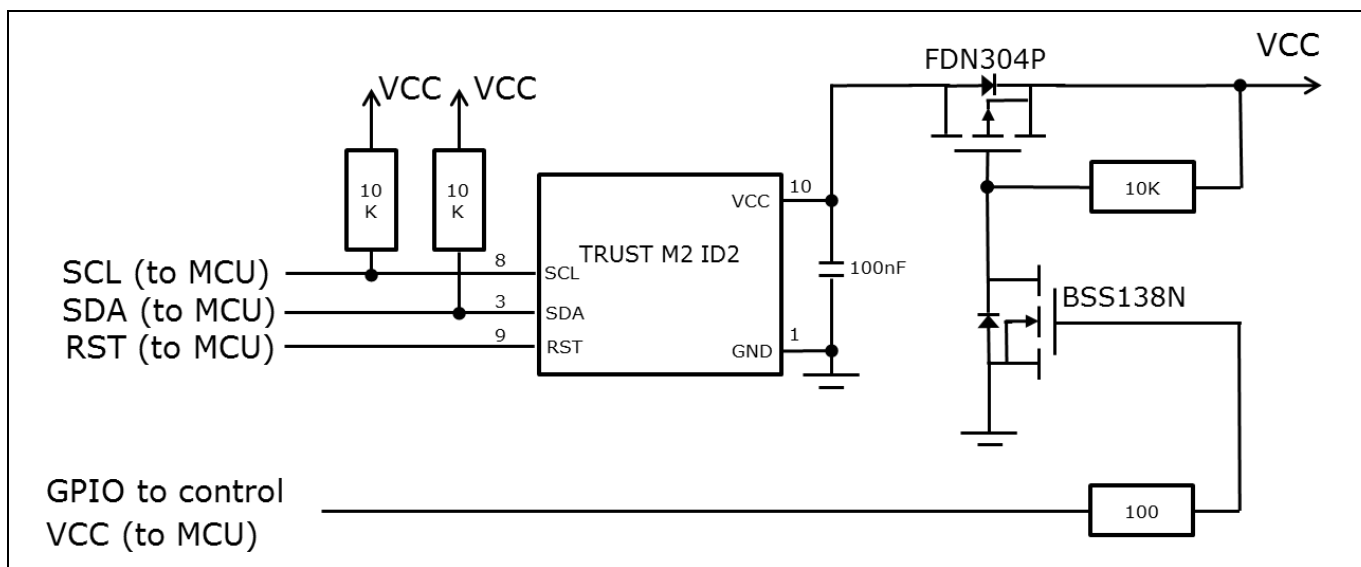 VCC
FDN304P
VCC
VCC
10
K
10
K
10
VCC
10K
TRUST M2 ID2
SCL (to MCU)
8
SCL
100nF
BSS138N
SDA (to MCU)
3
SDA
RST (to MCU)
9
RST
1
GND
GPIO to control
VCC (to MCU)
100